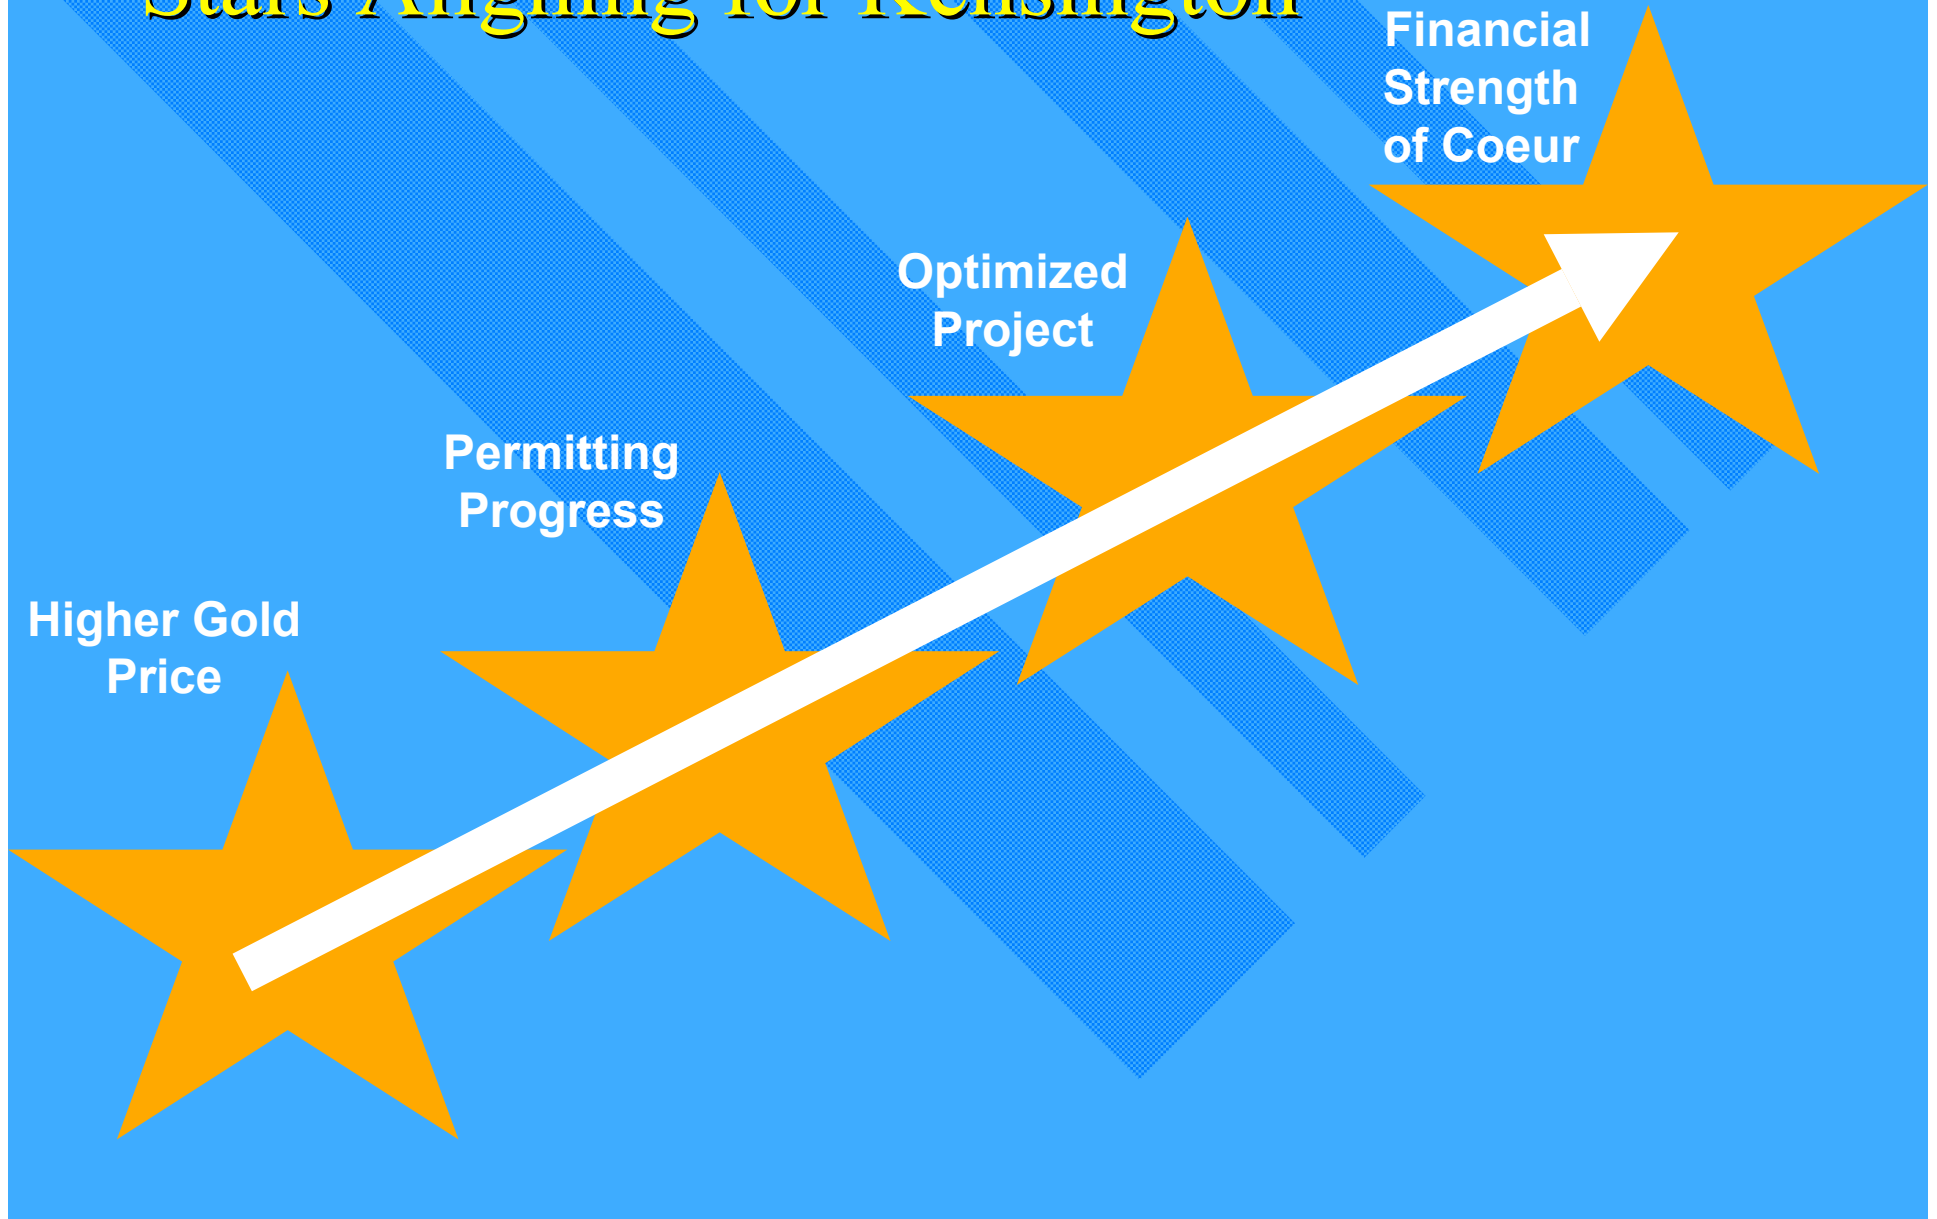 Stars Aligning for Kensington
Financial
Strength
of Coeur
Optimized
Project
Permitting
Progress
Higher Gold
Price